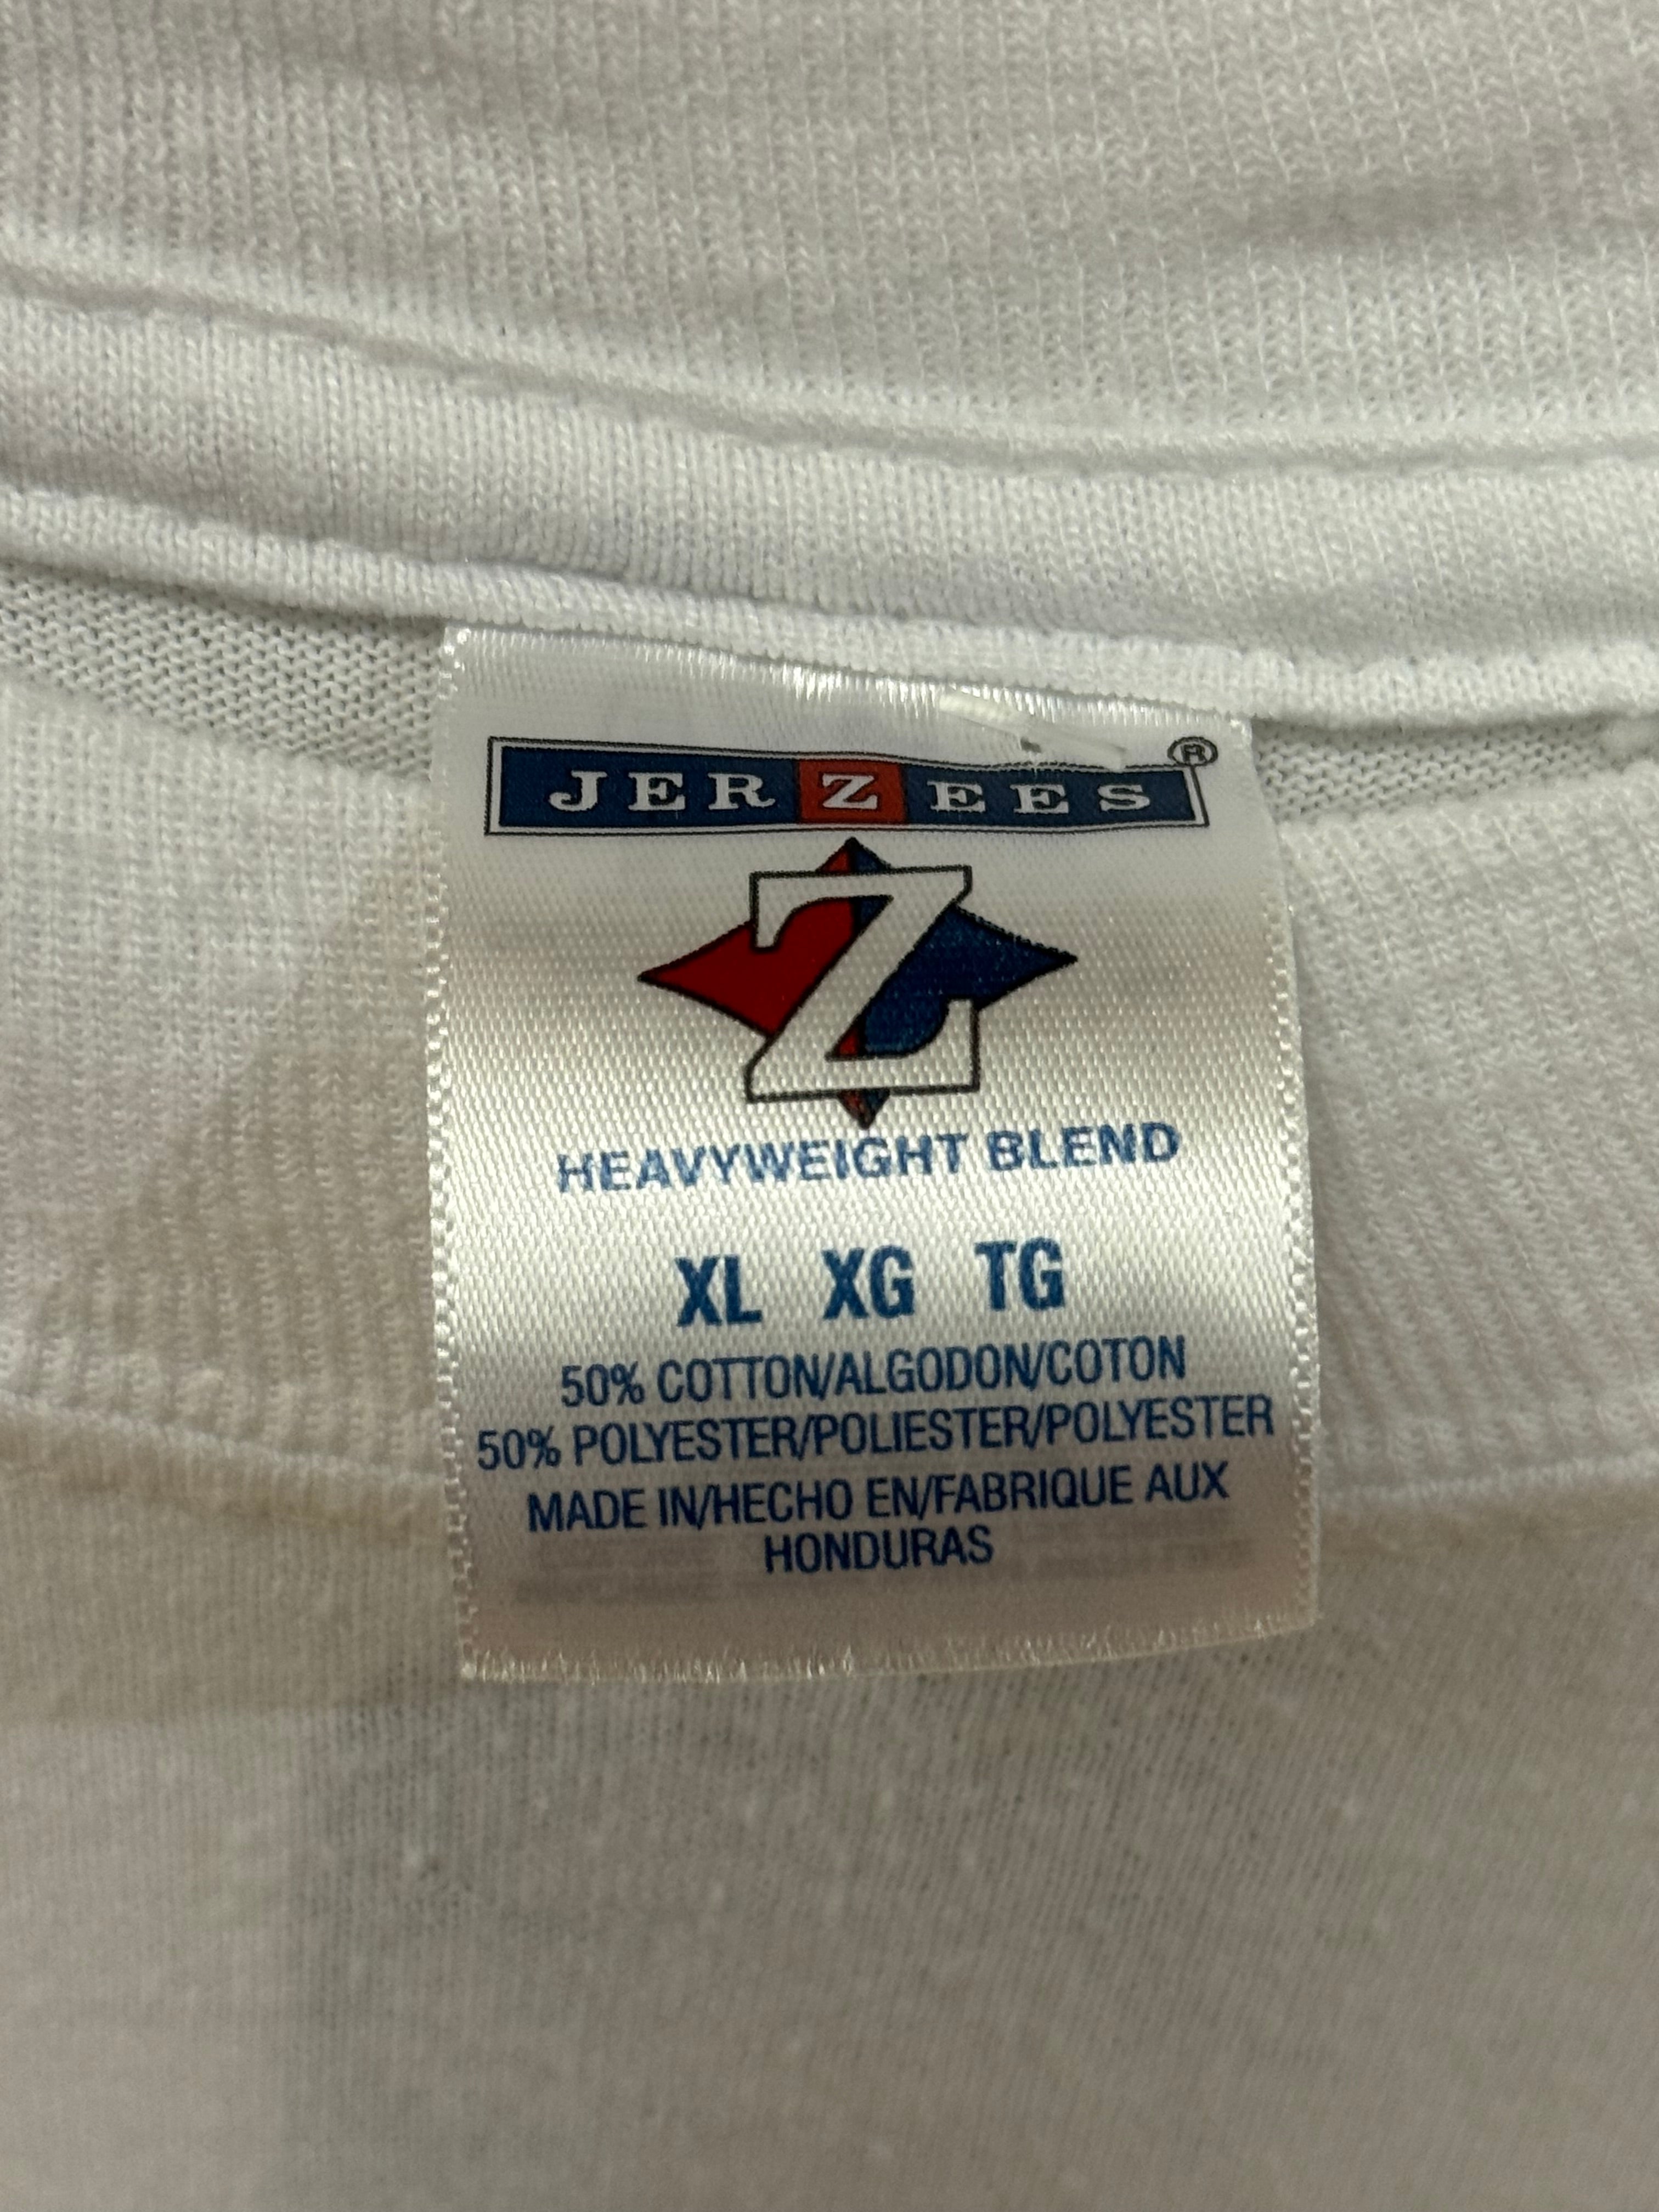 JERZEES®
Z
HEAVYWEIGHT BLEND
XL XG TG
50% COTTON/ALGODON/COTON
50% POLYESTER/POLIESTER/POLYESTER
MADE IN/HECHO EN/FABRIQUE AUX
HONDURAS